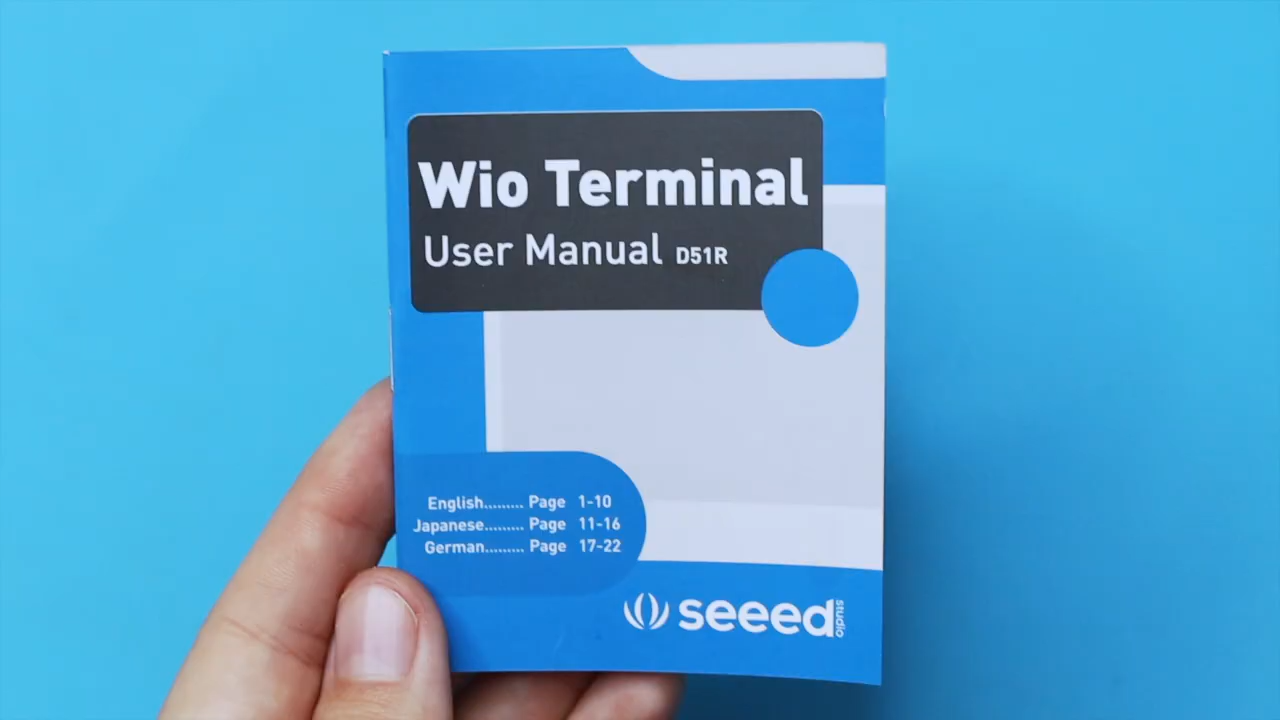 Wio Terminal
User Manual D51R
English......... Page 1-10
Japanese......... Page 11-16
German......... Page 17-22
seeed studio